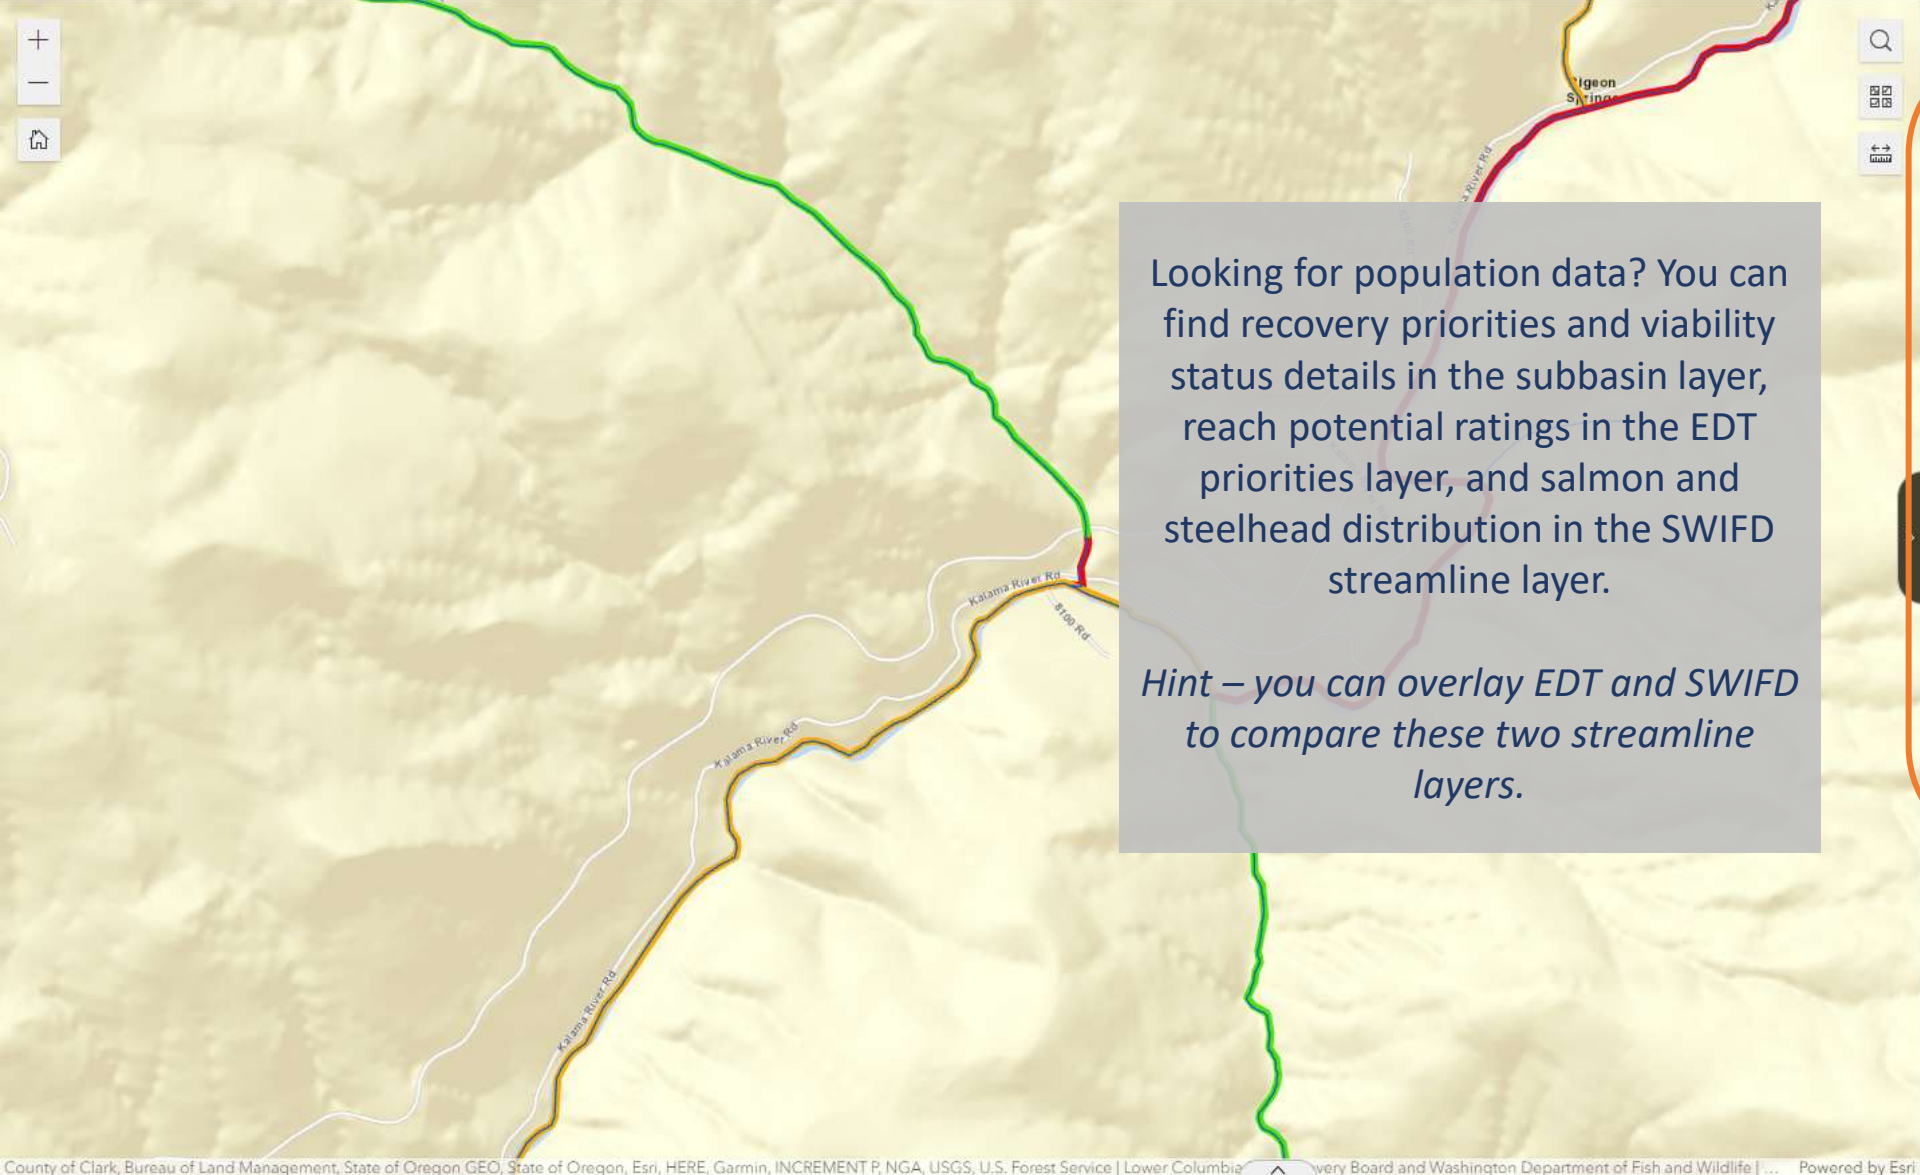 Pigeon
Springs
Kalama River Rd
Looking for population data? You can
find recovery priorities and viability
status details in the subbasin layer,
reach potential ratings in the EDT
priorities layer, and salmon and
steelhead distribution in the SWIFD
streamline layer.
Hint – you can overlay EDT and SWIFD
to compare these two streamline
layers.
Kalama River Rd
8100 Rd
Kalama River Rd
Kalama River Rd
County of Clark, Bureau of Land Management, State of Oregon GEO, State of Oregon, Esri, HERE, Garmin, INCREMENT P, NGA, USGS, U.S. Forest Service | Lower Columbia very Board and Washington Department of Fish and Wildlife | ... Powered by Esri